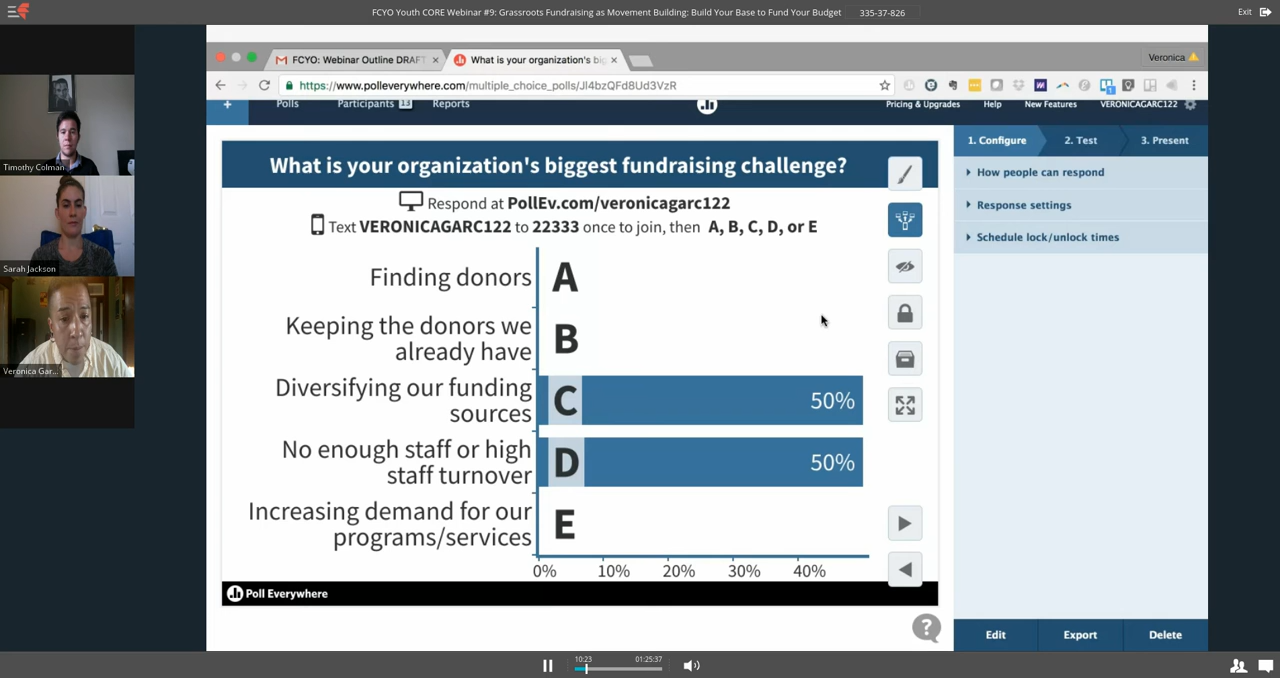 FCYO Youth CORE Webinar #9: Grassroots Fundraising as Movement Building: Build Your Base to Fund Your Budget
335-37-826
Exit
Timothy Colman
Sarah Jackson
Veronica Gar...
FCYO: Webinar Outline DRAFT
What is your organization's big
Veronica
https://www.polleverywhere.com/multiple_choice_polls/Jl4bzQFd8Ud3VzR
+
Polls
Participants 13
Reports
Pricing & Upgrades
Help
New Features
VERONICAGARC122
What is your organization's biggest fundraising challenge?
Respond at PollEv.com/veronicagarc122
Text VERONICAGARC122 to 22333 once to join, then A, B, C, D, or E
Finding donors
A
Keeping the donors we
already have
B
Diversifying our funding
sources
C
50%
No enough staff or high
staff turnover
D
50%
Increasing demand for our
programs/services
E
0%
10%
20%
30%
40%
Poll Everywhere
1. Configure
2. Test
3. Present
How people can respond
Response settings
Schedule lock/unlock times
?
Edit
Export
Delete
10:23
01:25:37